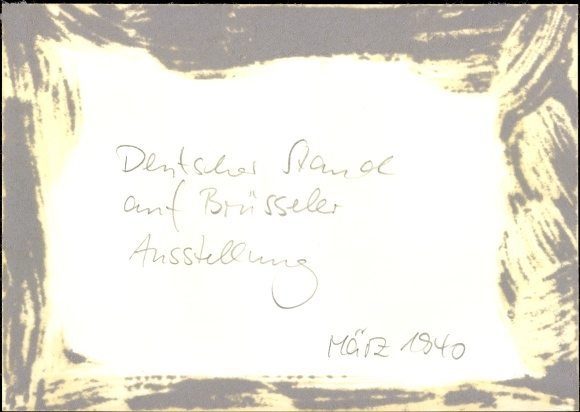 Deutscher Stand
auf Brüsseler
Ausstellung
März 1940